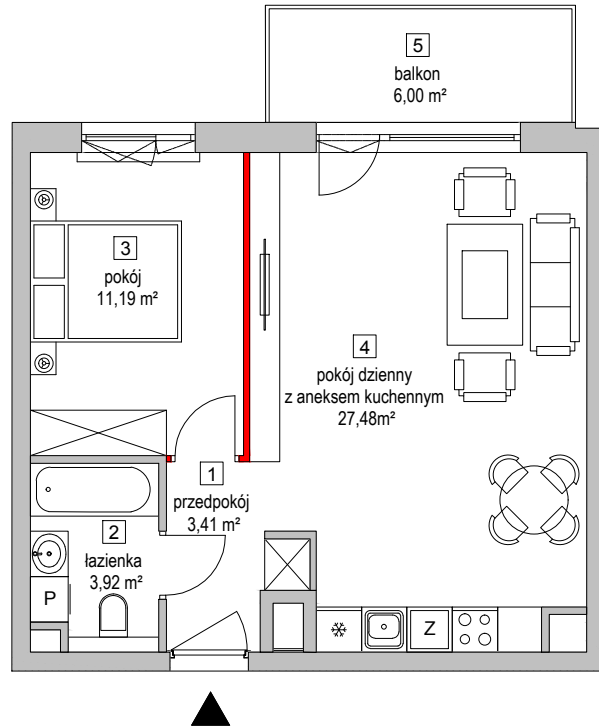 5
balkon
6,00 m²
3
pokój
11,19 m²
4
pokój dzienny
z aneksem kuchennym
27,48m²
1
przedpokój
3,41 m²
2
łazienka
3,92 m²
P
Z